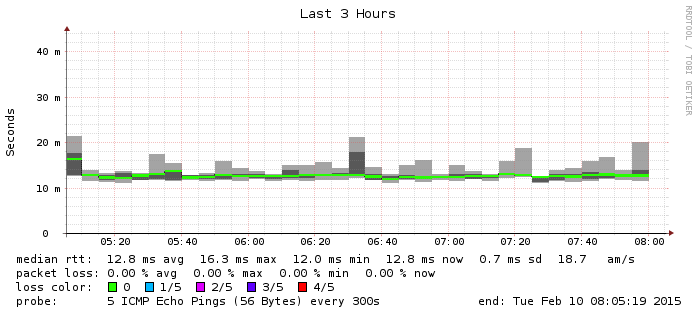 Last 3 Hours
RRDTOOL / TOBI OETIKER
Seconds
40 m
30 m
20 m
10 m
0
05:20 05:40 06:00 06:20 06:40 07:00 07:20 07:40 08:00
median rtt: 12.8 ms avg 16.3 ms max 12.0 ms min 12.8 ms now 0.7 ms sd 18.7 am/s
packet loss: 0.00 % avg 0.00 % max 0.00 % min 0.00 % now
loss color: 0 1/5 2/5 3/5 4/5
probe: 5 ICMP Echo Pings (56 Bytes) every 300s end: Tue Feb 10 08:05:19 2015